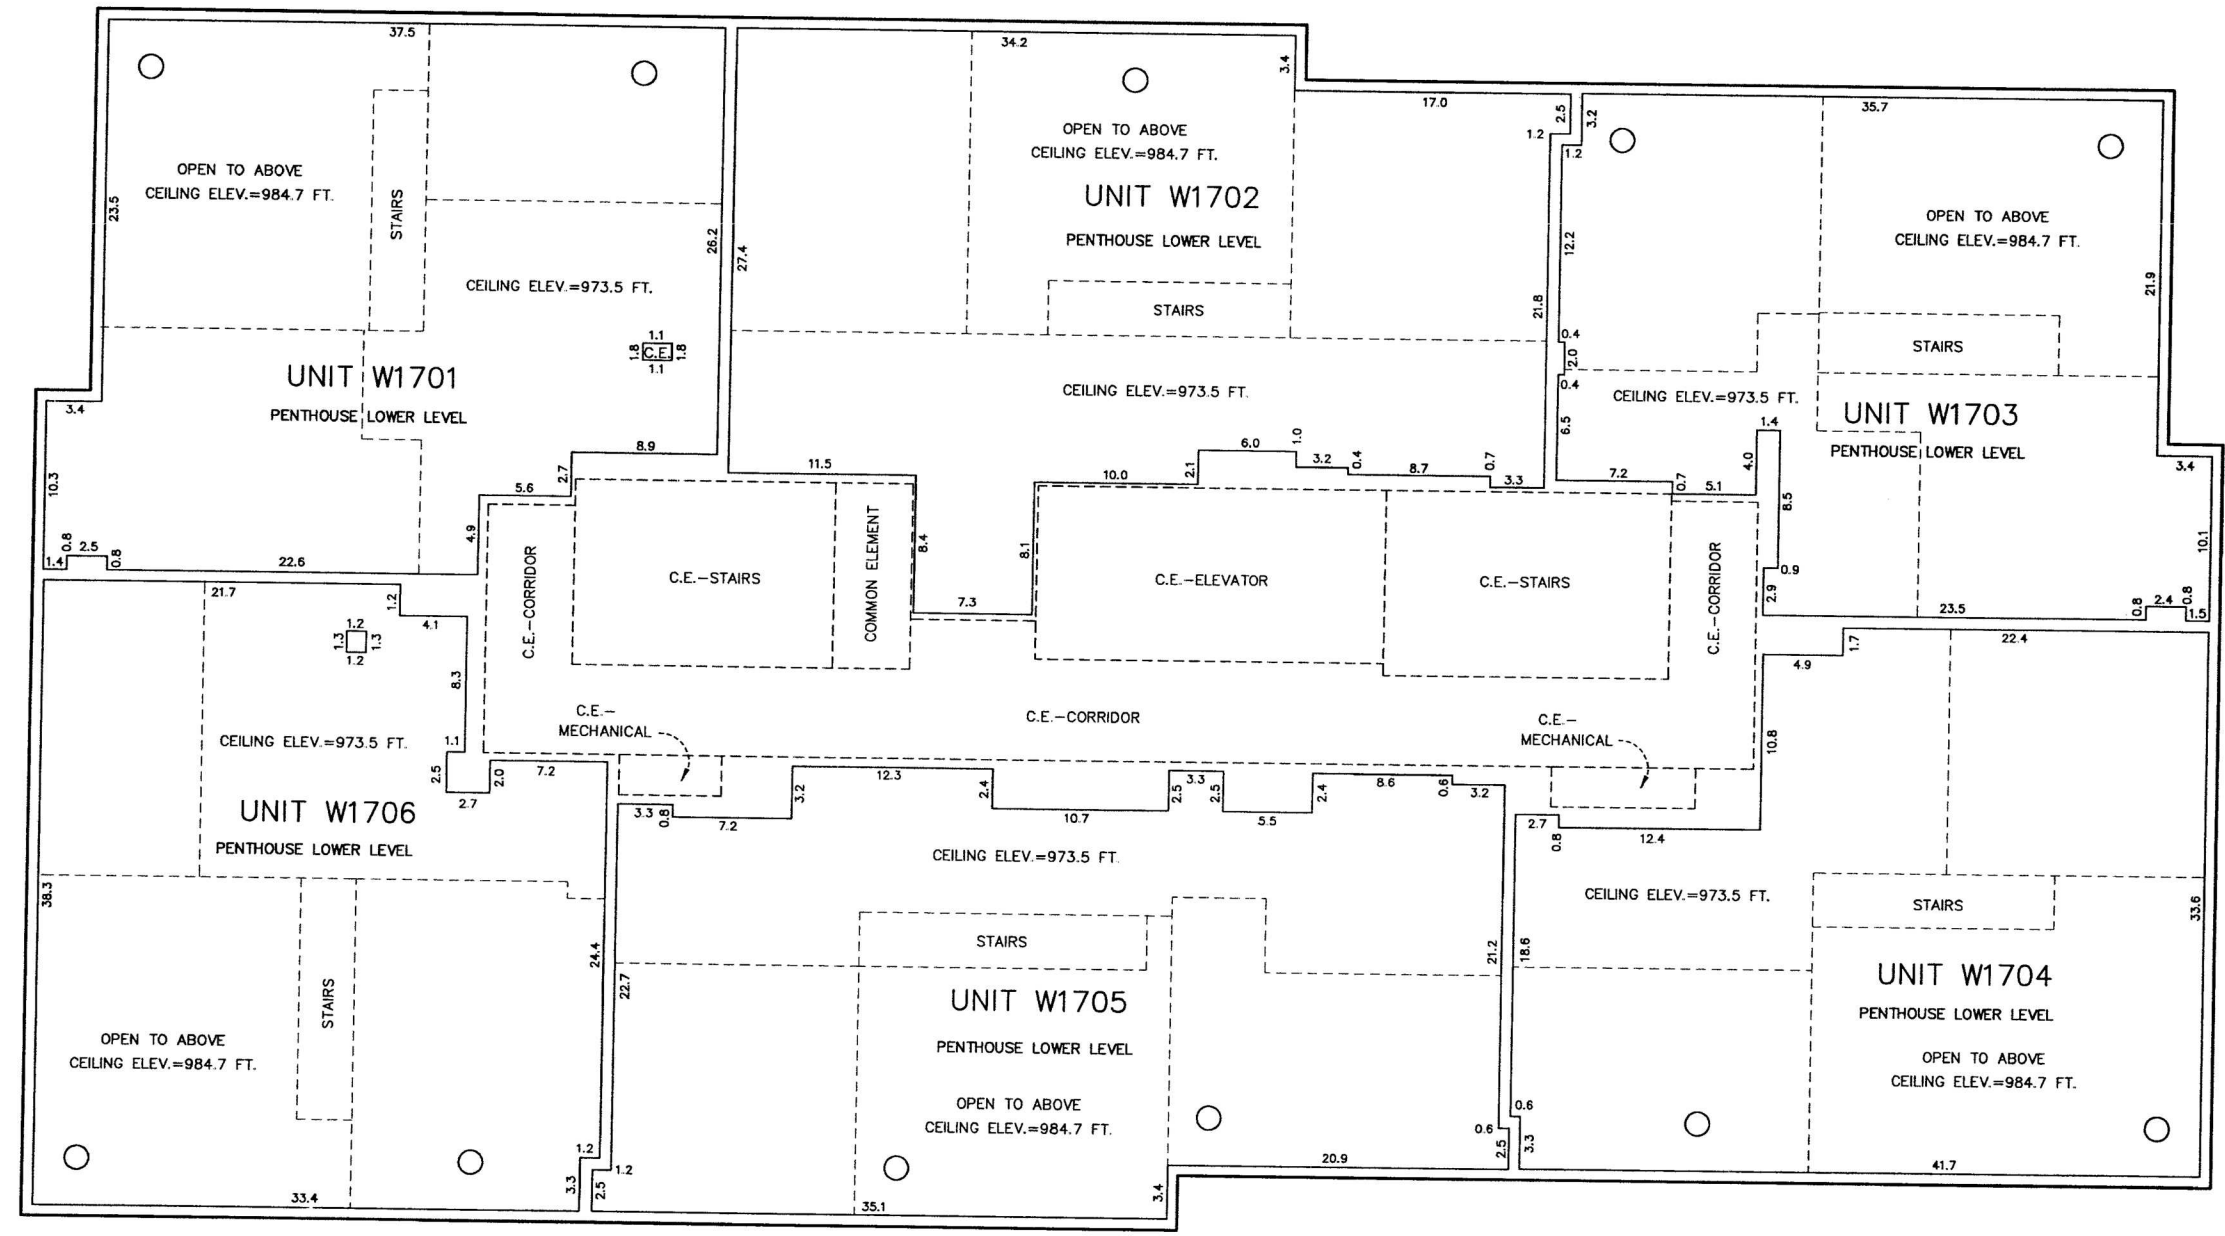 37.5
34.2
3.4
17.0
2.5
3.2
35.7
1.2
1.2
OPEN TO ABOVE
CEILING ELEV.=984.7 FT.
STAIRS
23.5
26.2
27.4
CEILING ELEV.=973.5 FT.
1.1
1.8
C.E.
1.8
1.1
UNIT W1701
PENTHOUSE LOWER LEVEL
3.4
10.3
8.9
2.7
5.6
4.9
0.8
1.4
2.5
0.8
22.6
OPEN TO ABOVE
CEILING ELEV.=984.7 FT.
UNIT W1702
PENTHOUSE LOWER LEVEL
STAIRS
CEILING ELEV.=973.5 FT.
12.2
21.8
0.4
2.0
0.4
6.5
11.5
8.4
7.3
8.1
10.0
2.1
6.0
1.0
3.2
0.4
8.7
0.7
3.3
OPEN TO ABOVE
CEILING ELEV.=984.7 FT.
21.9
STAIRS
CEILING ELEV.=973.5 FT.
UNIT W1703
PENTHOUSE LOWER LEVEL
1.4
4.0
7.2
0.7
5.1
8.5
0.9
2.9
3.4
10.1
23.5
0.8
2.4
0.8
1.5
C.E.-CORRIDOR
C.E.-STAIRS
COMMON ELEMENT
C.E.-ELEVATOR
C.E.-STAIRS
C.E.-CORRIDOR
C.E.-
MECHANICAL
C.E.-CORRIDOR
C.E.-
MECHANICAL
21.7
1.2
4.1
1.2
1.3
1.3
1.2
8.3
1.1
2.5
2.7
2.0
7.2
CEILING ELEV.=973.5 FT.
UNIT W1706
PENTHOUSE LOWER LEVEL
38.3
STAIRS
24.4
OPEN TO ABOVE
CEILING ELEV.=984.7 FT.
1.2
3.3
33.4
3.3
0.8
7.2
3.2
12.3
2.4
10.7
2.5
3.3
2.5
5.5
2.4
8.6
0.6
3.2
CEILING ELEV.=973.5 FT.
STAIRS
22.7
21.2
UNIT W1705
PENTHOUSE LOWER LEVEL
OPEN TO ABOVE
CEILING ELEV.=984.7 FT.
1.2
2.5
35.1
3.4
20.9
0.6
2.5
22.4
1.7
4.9
10.8
2.7
0.8
12.4
CEILING ELEV.=973.5 FT.
STAIRS
33.6
18.6
UNIT W1704
PENTHOUSE LOWER LEVEL
OPEN TO ABOVE
CEILING ELEV.=984.7 FT.
0.6
3.3
41.7